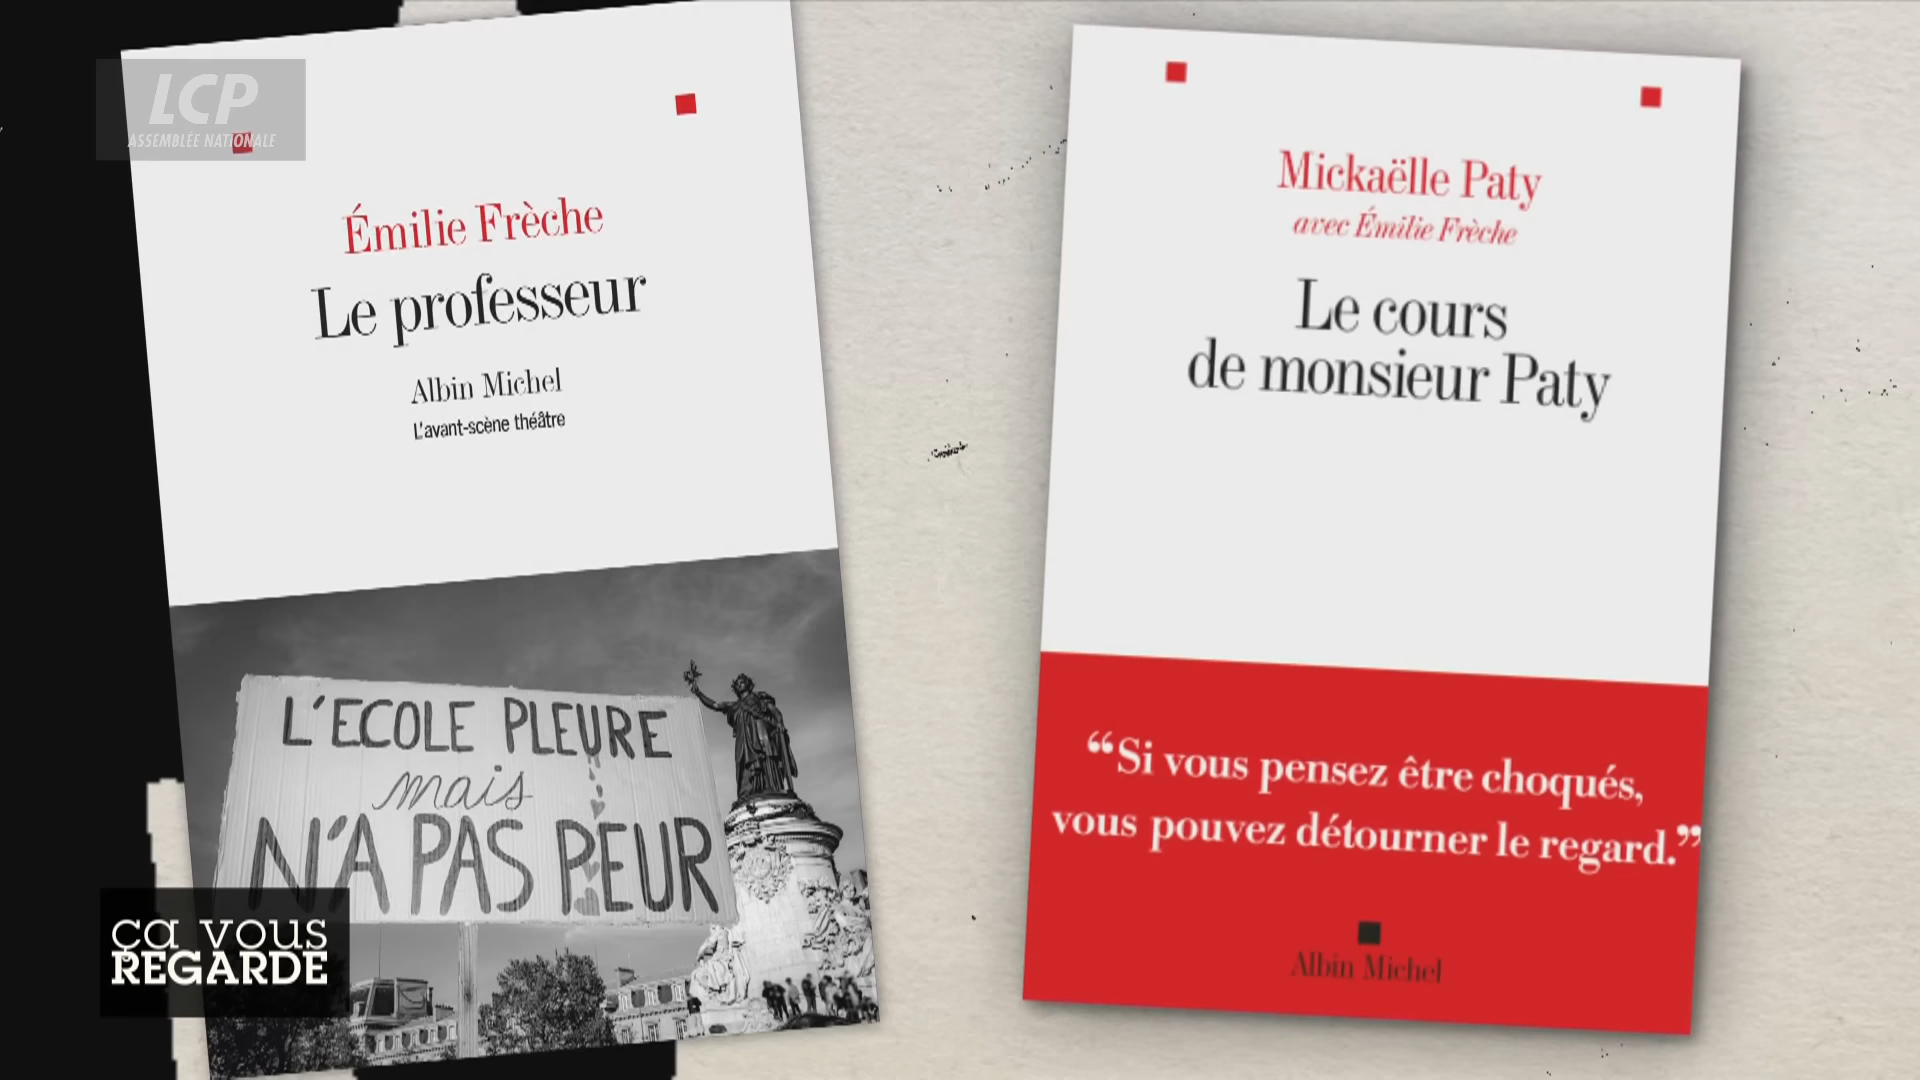 LCP
ASSEMBLÉE NATIONALE
Émilie Frèche
Le professeur
Albin Michel
L'avant-scène théâtre
L'ECOLE PLEURE
mais
N'A PAS PEUR
ça vous
REGARDE
Mickaëlle Paty
avec Émilie Frèche
Le cours
de monsieur Paty
“Si vous pensez être choqués,
vous pouvez détourner le regard.”
Albin Michel